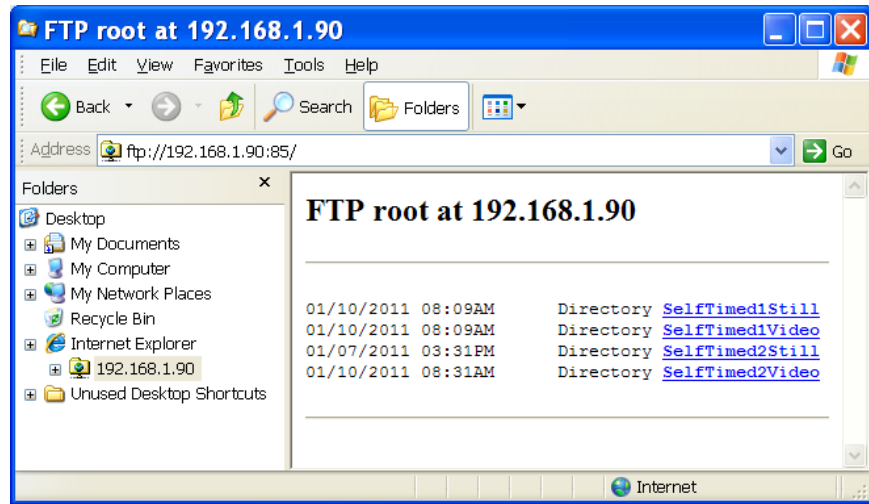 FTP root at 192.168.1.90
File Edit View Favorites Tools Help
Back Search Folders
Address ftp://192.168.1.90:85/ Go
Folders x
Desktop
My Documents
My Computer
My Network Places
Recycle Bin
Internet Explorer
192.168.1.90
Unused Desktop Shortcuts
FTP root at 192.168.1.90
01/10/2011 08:09AM Directory SelfTimed1Still
01/10/2011 08:09AM Directory SelfTimed1Video
01/07/2011 03:31PM Directory SelfTimed2Still
01/10/2011 08:31AM Directory SelfTimed2Video
Internet